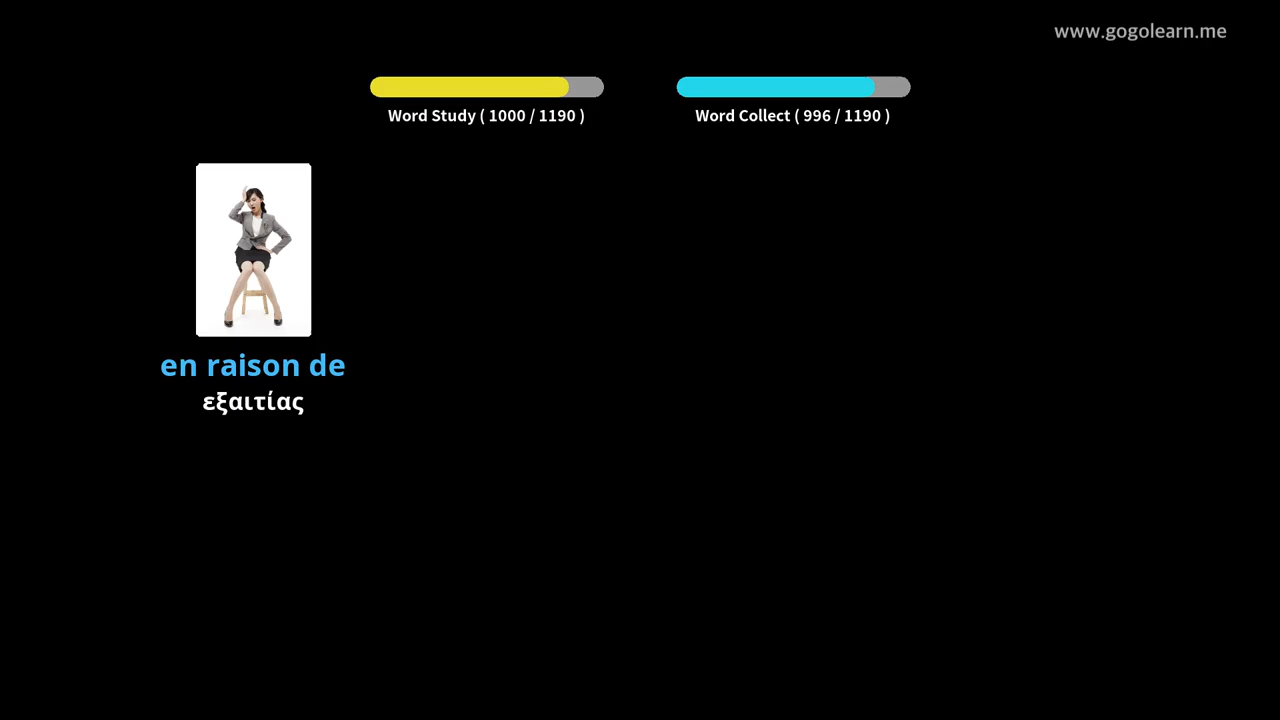 www.gogolearn.me
Word Study ( 1000 / 1190 )
Word Collect ( 996 / 1190 )
en raison de
εξαιτίας